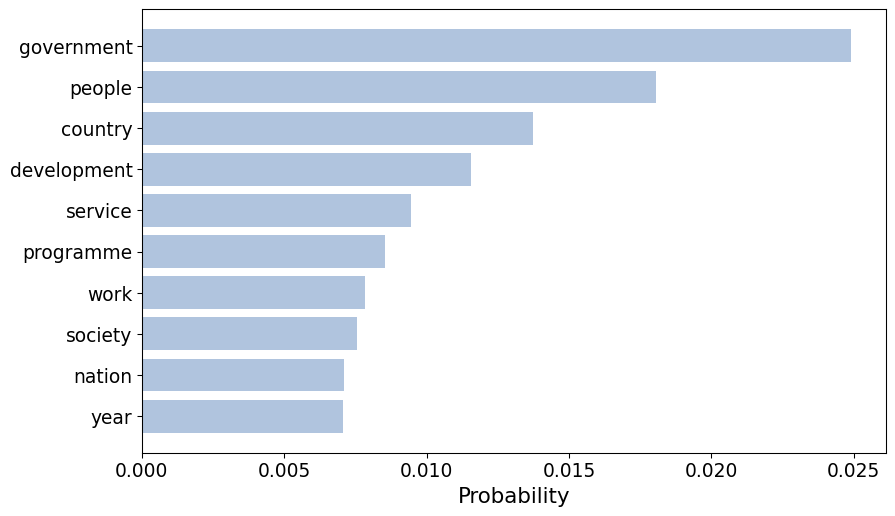 government
people
country
development
service
programme
work
society
nation
year
0.000 0.005 0.010 0.015 0.020 0.025
Probability